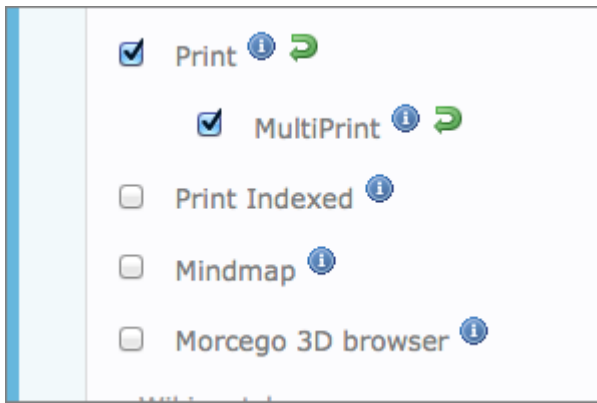 Print
MultiPrint
Print Indexed
Mindmap
Morcego 3D browser